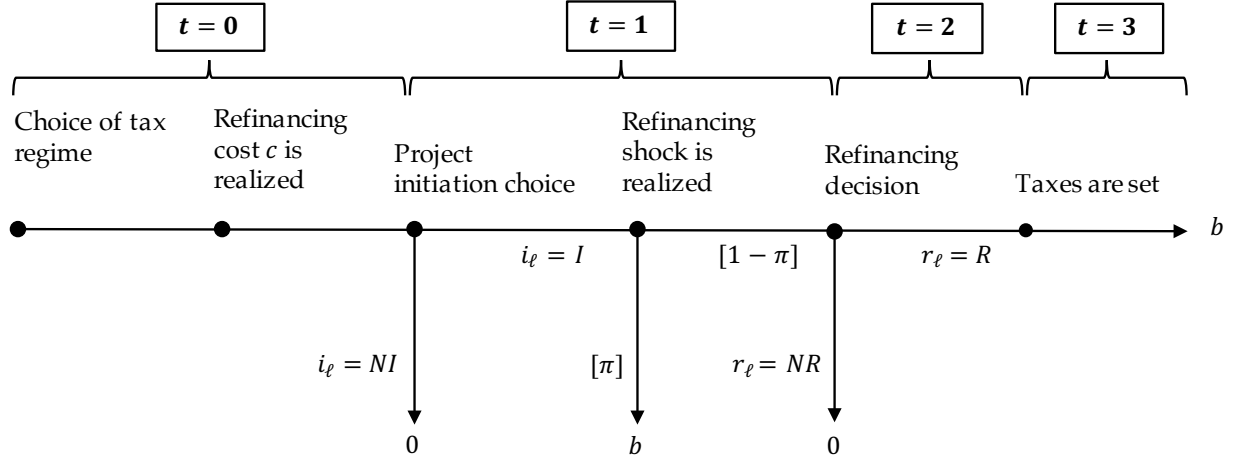 t = 0
t = 1
t = 2
t = 3
Choice of tax
regime
Refinancing
cost c is
realized
Project
initiation choice
Refinancing
shock is
realized
Refinancing
decision
Taxes are set
b
i_ℓ = I
[1 − π]
r_ℓ = R
i_ℓ = NI
[π]
r_ℓ = NR
0
b
0